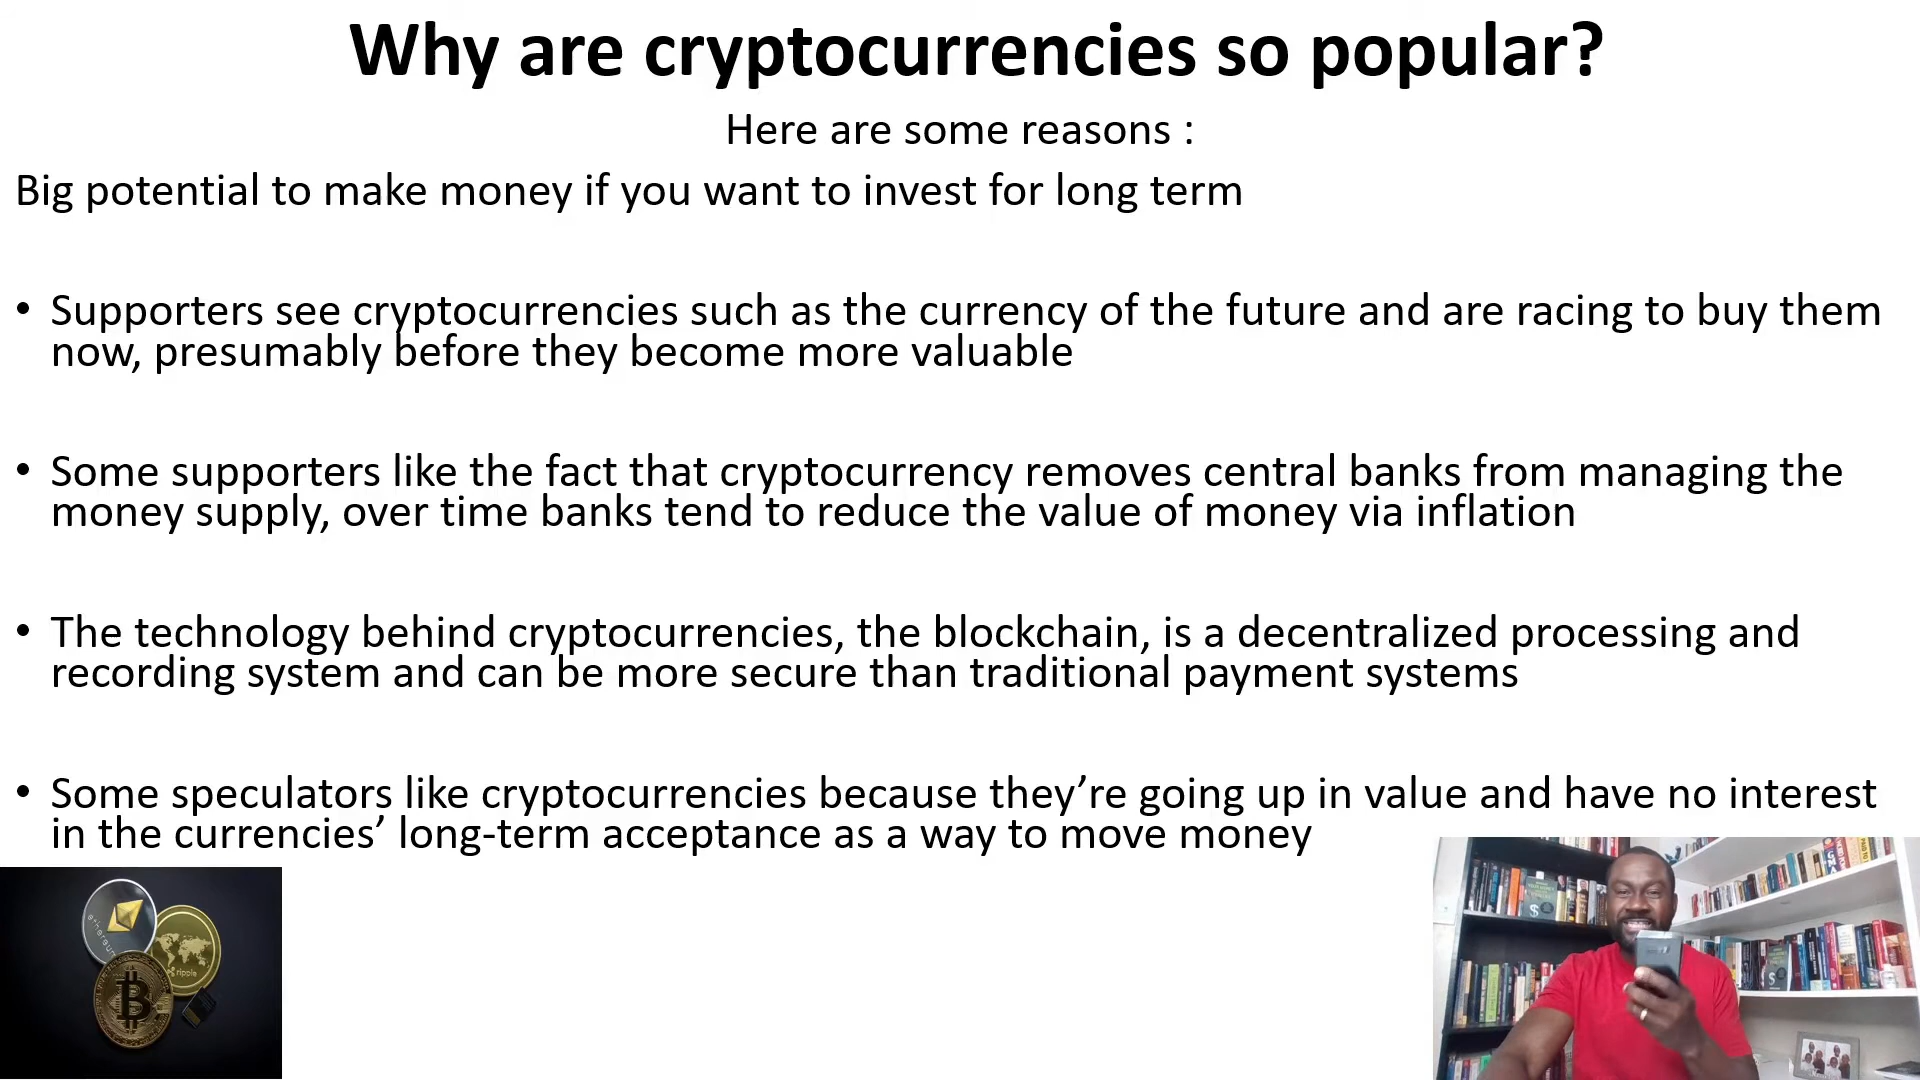 Why are cryptocurrencies so popular?
Here are some reasons :
Big potential to make money if you want to invest for long term
• Supporters see cryptocurrencies such as the currency of the future and are racing to buy them
now, presumably before they become more valuable
• Some supporters like the fact that cryptocurrency removes central banks from managing the
money supply, over time banks tend to reduce the value of money via inflation
• The technology behind cryptocurrencies, the blockchain, is a decentralized processing and
recording system and can be more secure than traditional payment systems
• Some speculators like cryptocurrencies because they’re going up in value and have no interest
in the currencies’ long-term acceptance as a way to move money
ethereum
ripple